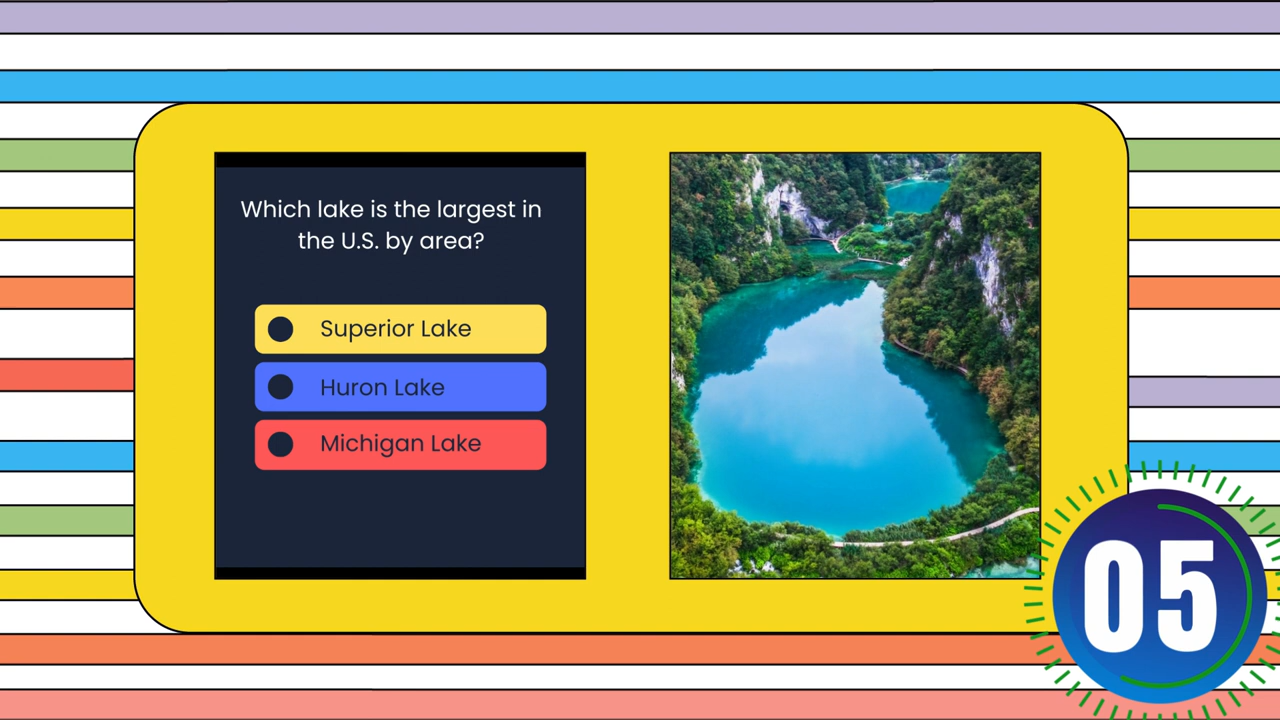 Which lake is the largest in
the U.S. by area?
Superior Lake
Huron Lake
Michigan Lake
05